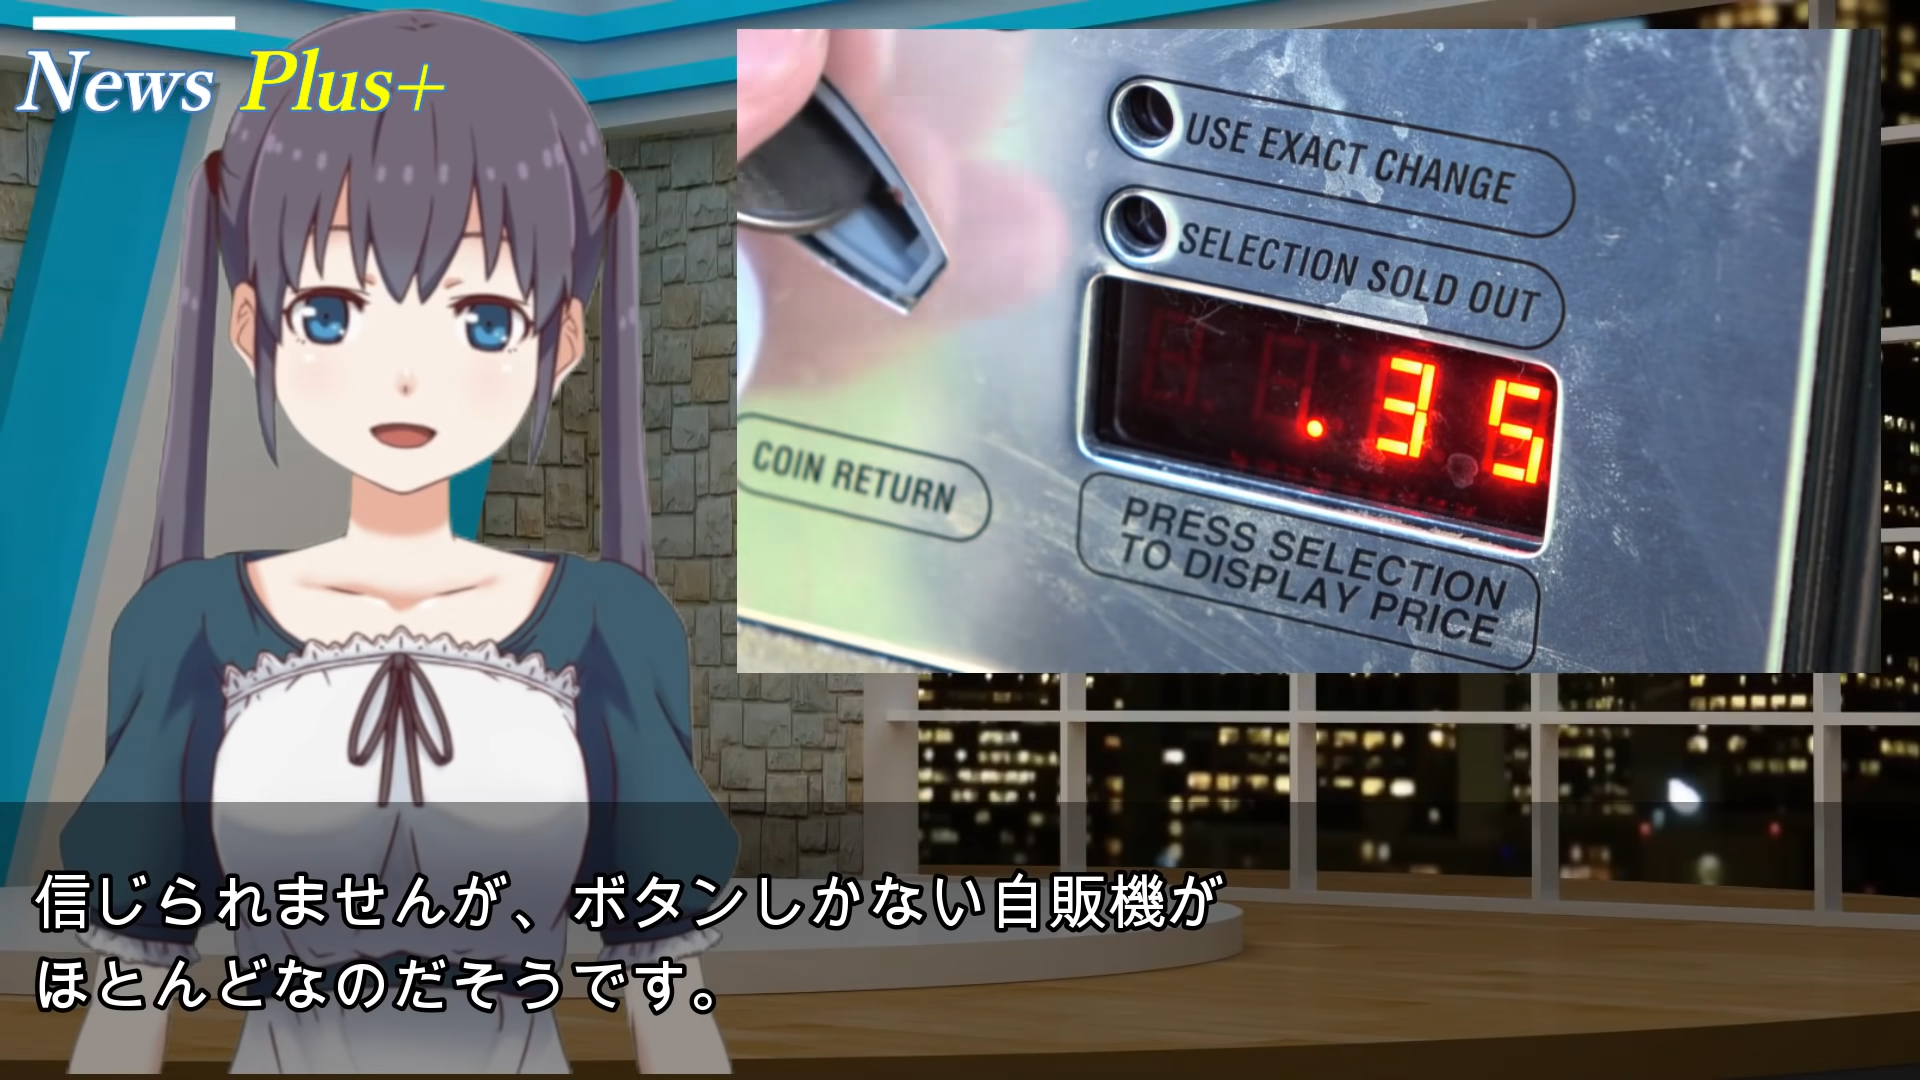 News Plus+
USE EXACT CHANGE
SELECTION SOLD OUT
.35
COIN RETURN
PRESS SELECTION
TO DISPLAY PRICE
信じられませんが、ボタンしかない自販機が
ほとんどなのだそうです。